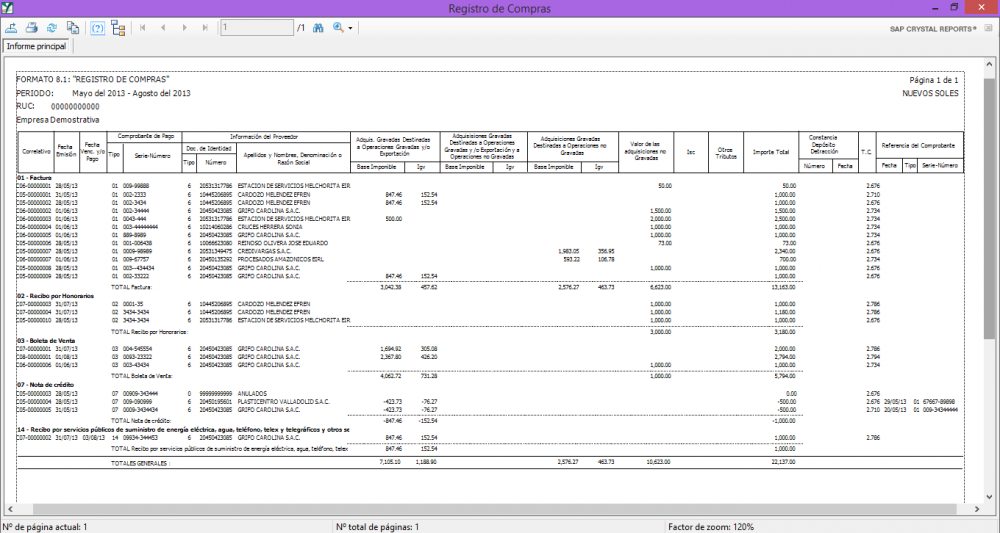 Registro de Compras
1 /1
SAP CRYSTAL REPORTS®
Informe principal
FORMATO 8.1: "REGISTRO DE COMPRAS" Página 1 de 1
PERIODO: Mayo del 2013 - Agosto del 2013 NUEVOS SOLES
RUC: 00000000000
Empresa Demostrativa
Correlativo Fecha Emisión Fecha Venc. y/o Pago Comprobante de Pago Tipo Serie-Número Información del Proveedor Doc. de Identidad Tipo Número Apellidos y Nombres, Denominación o Razón Social Adquis. Gravadas Destinadas a Operaciones Gravadas y/o Exportación Base Imponible Igv Adquisiciones Gravadas Destinadas a Operaciones Gravadas y/o Exportación y a Operaciones no Gravadas Base Imponible Igv Adquisiciones Gravadas Destinadas a Operaciones no Gravadas Base Imponible Igv Valor de las adquisiciones no Gravadas Isc Otros Tributos Importe Total Constancia Depósito Detracción Número Fecha T.C. Referencia del Comprobante Fecha Tipo Serie-Número
01 - Factura
C06-00000001 28/05/13 01 009-99888 6 20531317786 ESTACION DE SERVICIOS MELCHORITA EIR 50.00 50.00 2.676
C05-00000001 31/05/13 01 002-2333 6 10445206895 CARDOZO MELENDEZ EFREN 847.46 152.54 1,000.00 2.710
C05-00000002 28/05/13 01 002-3434 6 10445206895 CARDOZO MELENDEZ EFREN 847.46 152.54 1,000.00 2.676
C06-00000002 01/06/13 01 002-34444 6 20450423085 GRIFO CAROLINA S.A.C. 1,500.00 1,500.00 2.734
C06-00000003 01/06/13 01 0043-444 6 20531317786 ESTACION DE SERVICIOS MELCHORITA EIR 500.00 2,000.00 2,500.00 2.734
C06-00000004 01/06/13 01 003-44444444 6 10214060286 CRUCES HERRERA SONIA 1,000.00 1,000.00 2.734
C06-00000005 01/06/13 01 889-8989 6 20450423085 GRIFO CAROLINA S.A.C. 1,000.00 1,000.00 2.734
C05-00000006 28/05/13 01 001-006438 6 10066623080 REINOSO OLIVERA JOSE EDUARDO 73.00 73.00 2.676
C05-00000007 28/05/13 01 0009-98989 6 20531349475 CREDIVARGAS S.A.C. 1,983.05 356.95 2,340.00 2.676
C06-00000007 01/06/13 01 009-67757 6 20450135292 PROCESADOS AMAZONICOS EIRL 593.22 106.78 700.00 2.734
C05-00000008 28/05/13 01 003--434434 6 20450423085 GRIFO CAROLINA S.A.C. 1,000.00 1,000.00 2.676
C05-00000009 28/05/13 01 002-33222 6 20450423085 GRIFO CAROLINA S.A.C. 847.46 152.54 1,000.00 2.676
TOTAL Factura: 3,042.38 457.62 2,576.27 463.73 6,623.00 13,163.00
02 - Recibo por Honorarios
C07-00000003 31/07/13 02 0001-35 6 10445206895 CARDOZO MELENDEZ EFREN 1,000.00 1,000.00 2.786
C07-00000004 31/07/13 02 3434-3434 6 10445206895 CARDOZO MELENDEZ EFREN 1,000.00 1,180.00 2.786
C05-00000010 28/05/13 02 3434-3434 6 20531317786 ESTACION DE SERVICIOS MELCHORITA EIR 1,000.00 1,000.00 2.676
TOTAL Recibo por Honorarios: 3,000.00 3,180.00
03 - Boleta de Venta
C07-00000001 31/07/13 03 004-545554 6 20450423085 GRIFO CAROLINA S.A.C. 1,694.92 305.08 2,000.00 2.786
C08-00000001 01/08/13 03 0093-23322 6 20450423085 GRIFO CAROLINA S.A.C. 2,367.80 426.20 2,794.00 2.794
C06-00000006 01/06/13 03 003-43434 6 20450423085 GRIFO CAROLINA S.A.C. 1,000.00 1,000.00 2.734
TOTAL Boleta de Venta: 4,062.72 731.28 1,000.00 5,794.00
07 - Nota de crédito
C05-00000003 28/05/13 07 00909-343444 0 99999999999 ANULADOS 0.00 2.676
C05-00000004 28/05/13 07 009-090999 6 20450195601 PLASTICENTRO VALLADOLID S.A.C. -423.73 -76.27 -500.00 2.676 29/05/13 01 67667-89898
C05-00000005 31/05/13 07 0009-3434434 6 20450423085 GRIFO CAROLINA S.A.C. -423.73 -76.27 -500.00 2.710 20/05/13 01 009-34344444
TOTAL Nota de crédito: -847.46 -152.54 -1,000.00
14 - Recibo por servicios públicos de suministro de energía eléctrica, agua, teléfono, telex y telegráficos y otros se
C07-00000002 31/07/13 03/08/13 14 09934-344453 6 20450423085 GRIFO CAROLINA S.A.C. 847.46 152.54 1,000.00 2.786
TOTAL Recibo por servicios públicos de suministro de energía eléctrica, agua, teléfono, telex 847.46 152.54 1,000.00
TOTALES GENERALES : 7,105.10 1,188.90 2,576.27 463.73 10,623.00 22,137.00
Nº de página actual: 1 Nº total de páginas: 1 Factor de zoom: 120%